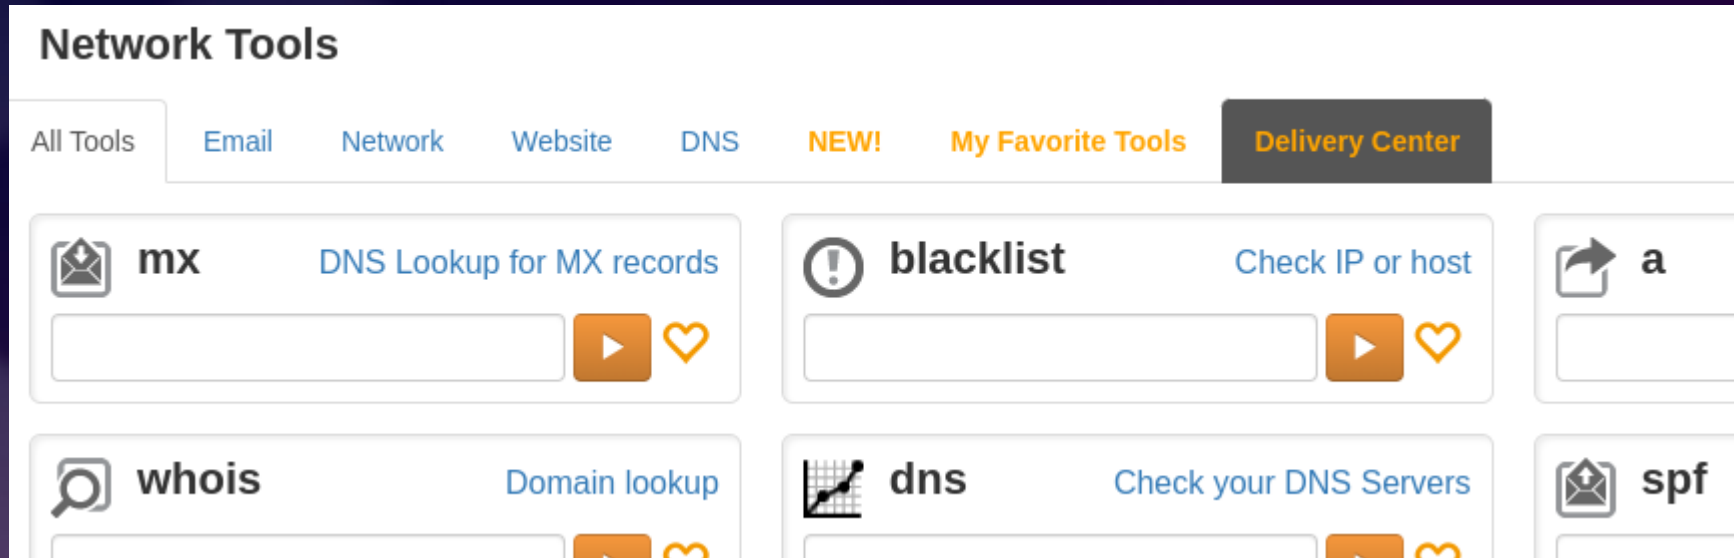 Network Tools
All Tools Email Network Website DNS NEW! My Favorite Tools Delivery Center
mx DNS Lookup for MX records
blacklist Check IP or host
a
whois Domain lookup
dns Check your DNS Servers
spf